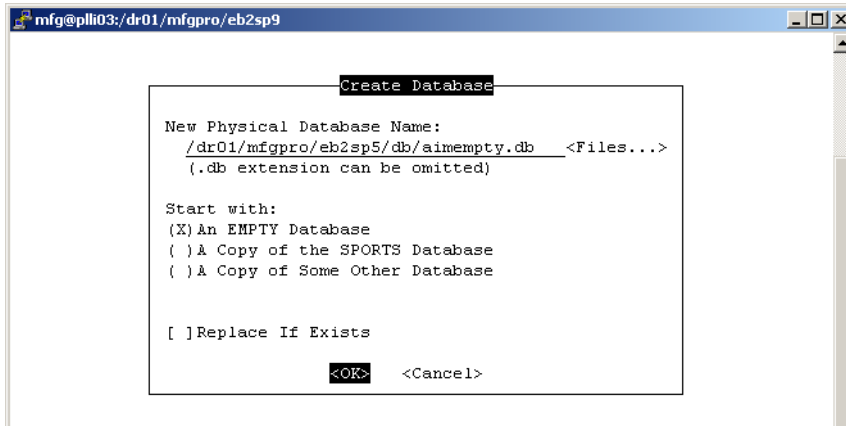 mfg@plli03:/dr01/mfgpro/eb2sp9
Create Database
New Physical Database Name:
/dr01/mfgpro/eb2sp5/db/aimempty.db <Files...>
(.db extension can be omitted)
Start with:
(X)An EMPTY Database
( )A Copy of the SPORTS Database
( )A Copy of Some Other Database
[ ]Replace If Exists
<OK> <Cancel>